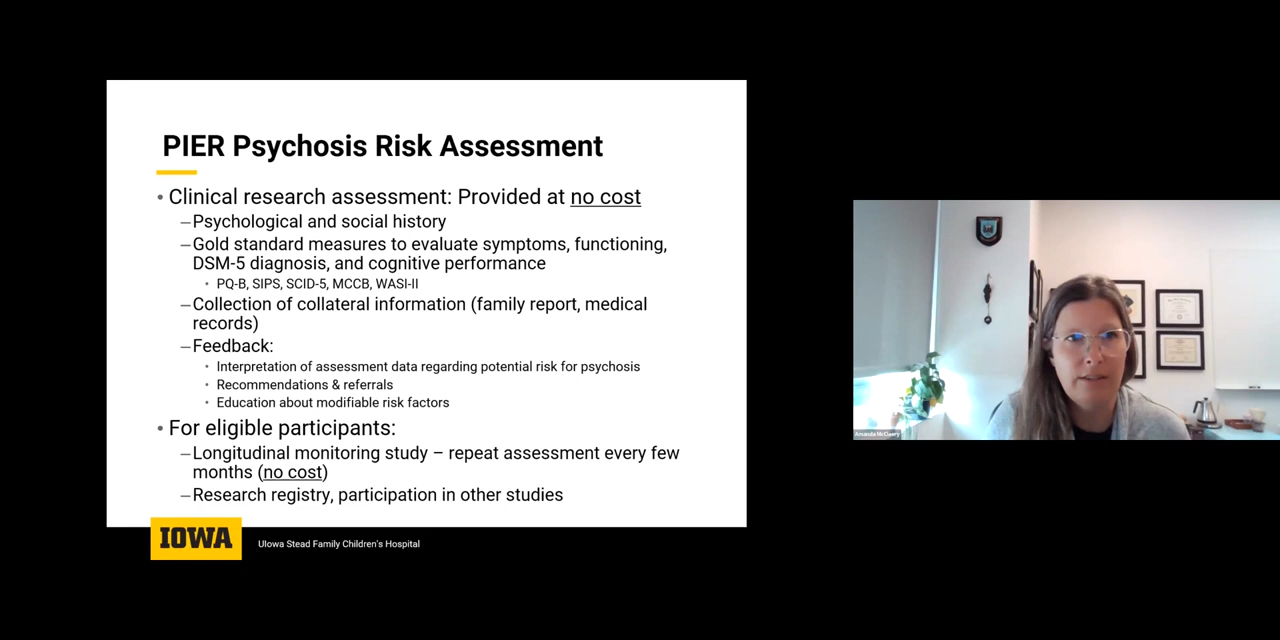 PIER Psychosis Risk Assessment
• Clinical research assessment: Provided at no cost
–Psychological and social history
–Gold standard measures to evaluate symptoms, functioning,
DSM-5 diagnosis, and cognitive performance
• PQ-B, SIPS, SCID-5, MCCB, WASI-II
–Collection of collateral information (family report, medical
records)
–Feedback:
• Interpretation of assessment data regarding potential risk for psychosis
• Recommendations & referrals
• Education about modifiable risk factors
• For eligible participants:
–Longitudinal monitoring study – repeat assessment every few
months (no cost)
–Research registry, participation in other studies
IOWA
UIowa Stead Family Children's Hospital
Amanda McCleery